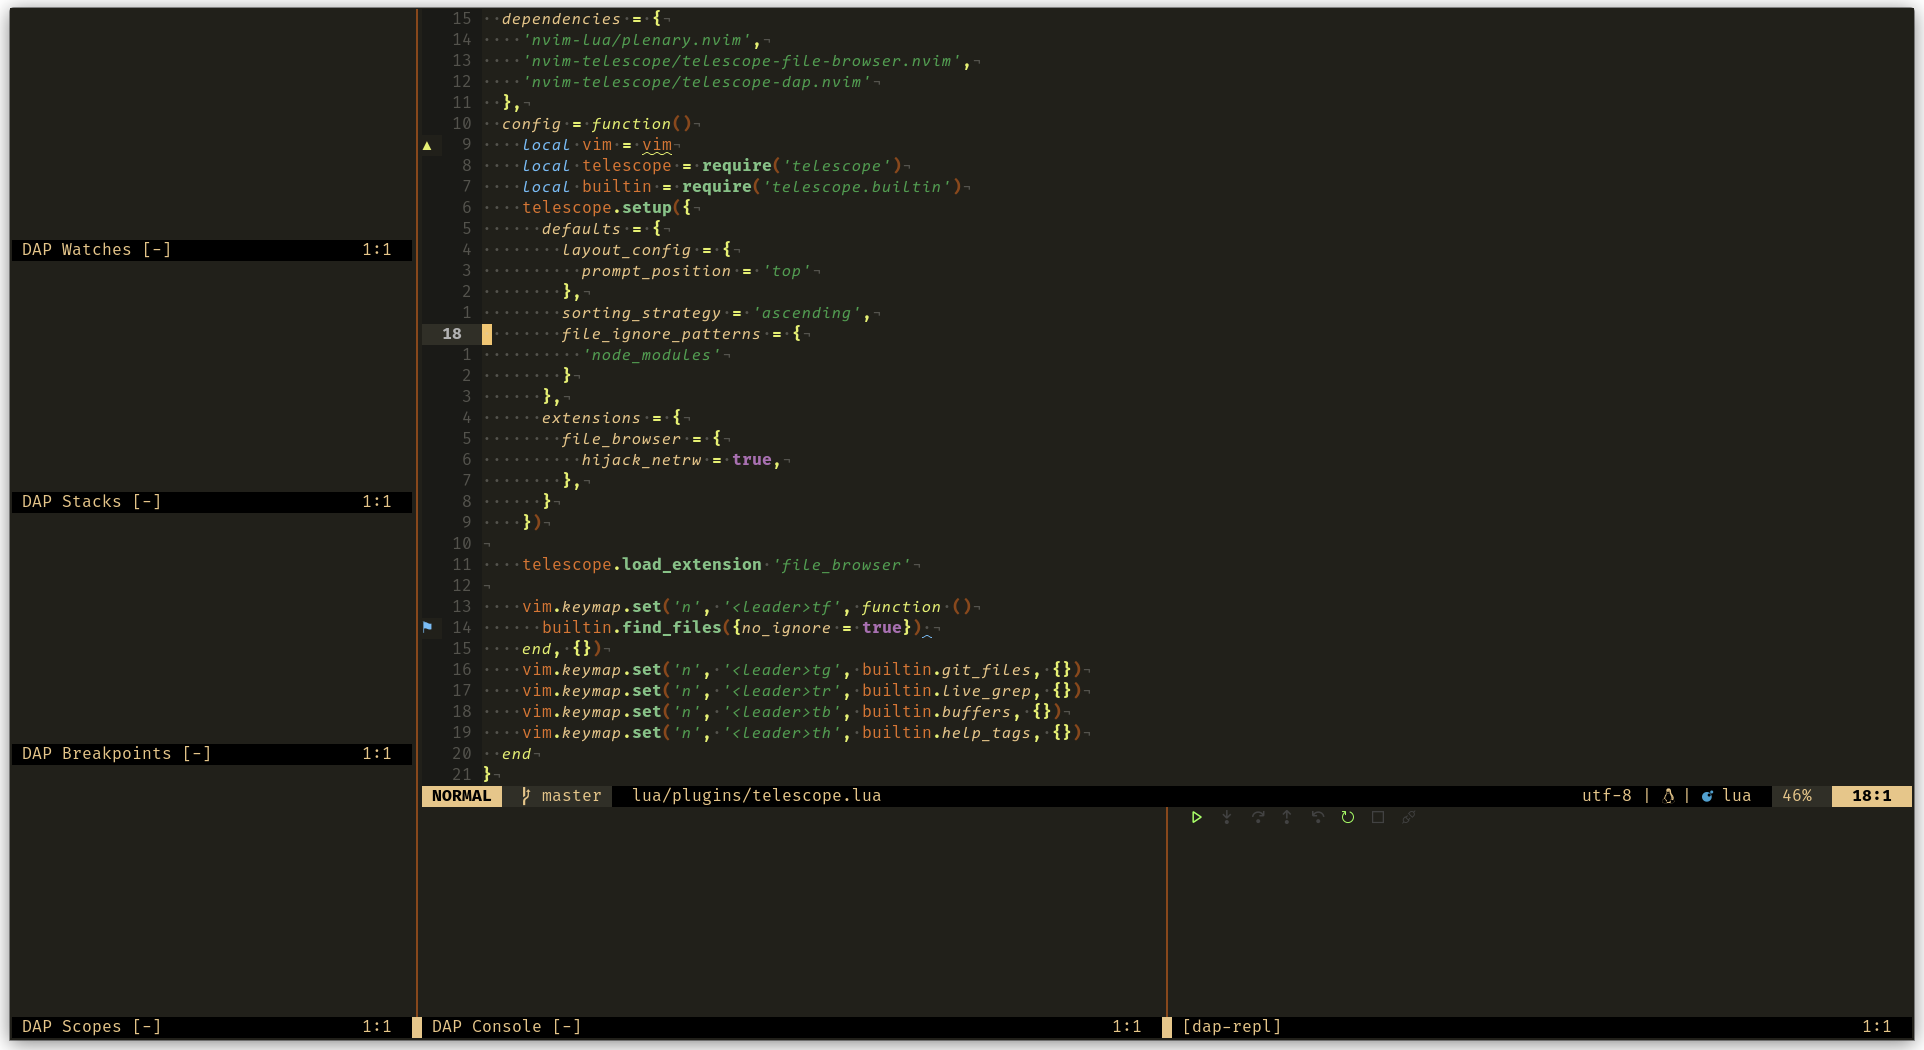 DAP Watches [-] 1:1
DAP Stacks [-] 1:1
DAP Breakpoints [-] 1:1
DAP Scopes [-] 1:1
15 dependencies = {
14 'nvim-lua/plenary.nvim',
13 'nvim-telescope/telescope-file-browser.nvim',
12 'nvim-telescope/telescope-dap.nvim'
11 },
10 config = function()
9 local vim = vim
8 local telescope = require('telescope')
7 local builtin = require('telescope.builtin')
6 telescope.setup({
5 defaults = {
4 layout_config = {
3 prompt_position = 'top'
2 },
1 sorting_strategy = 'ascending',
18 file_ignore_patterns = {
1 'node_modules'
2 }
3 },
4 extensions = {
5 file_browser = {
6 hijack_netrw = true,
7 },
8 }
9 })
10
11 telescope.load_extension 'file_browser'
12
13 vim.keymap.set('n', '<leader>tf', function ()
14 builtin.find_files({no_ignore = true})
15 end, {})
16 vim.keymap.set('n', '<leader>tg', builtin.git_files, {})
17 vim.keymap.set('n', '<leader>tr', builtin.live_grep, {})
18 vim.keymap.set('n', '<leader>tb', builtin.buffers, {})
19 vim.keymap.set('n', '<leader>th', builtin.help_tags, {})
20 end
21 }
NORMAL master lua/plugins/telescope.lua utf-8 | | lua 46% 18:1
DAP Console [-] 1:1
[dap-repl] 1:1